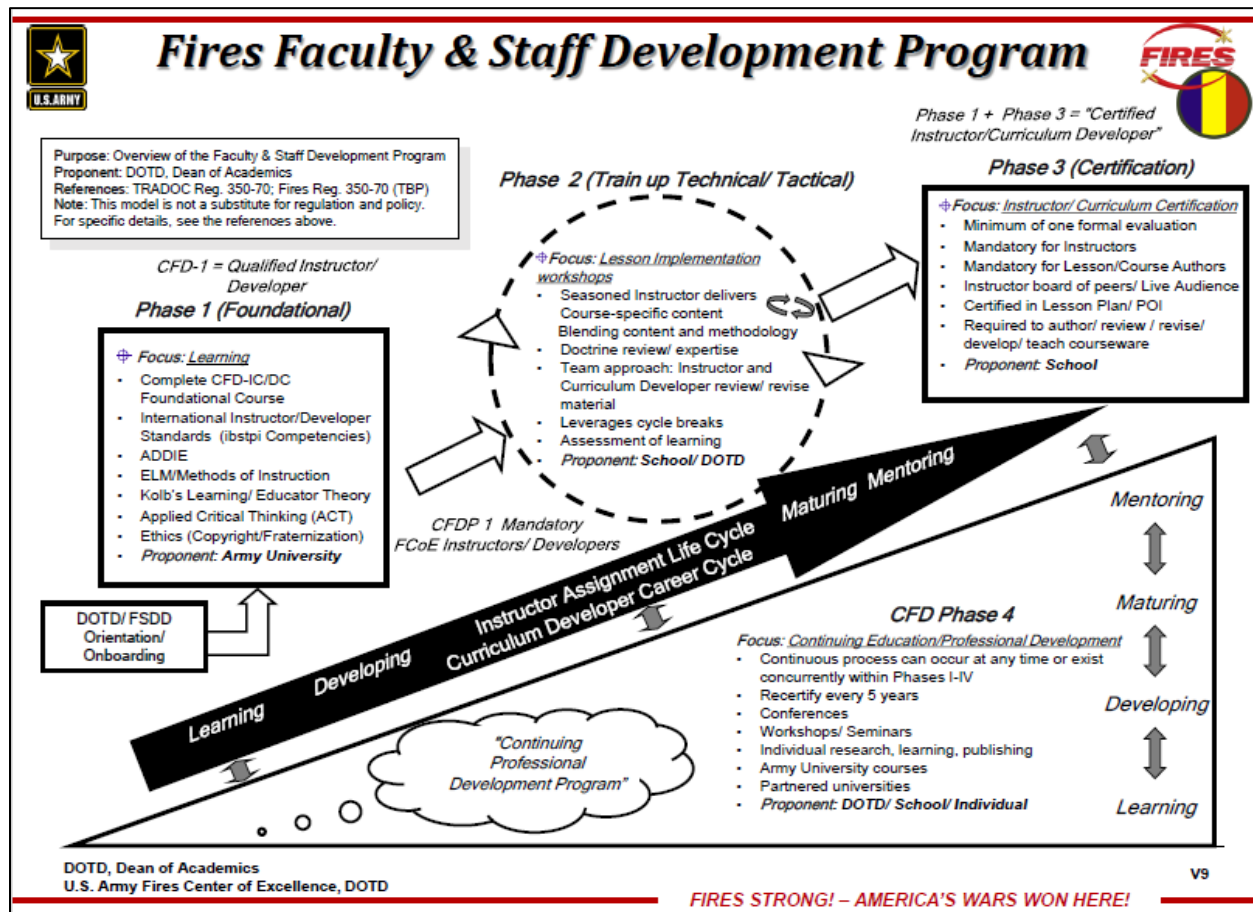 Fires Faculty & Staff Development Program
U.S.ARMY
FIRES
Purpose: Overview of the Faculty & Staff Development Program
Proponent: DOTD, Dean of Academics
References: TRADOC Reg. 350-70; Fires Reg. 350-70 (TBP)
Note: This model is not a substitute for regulation and policy.
For specific details, see the references above.
CFD-1 = Qualified Instructor/
Developer
Phase 1 (Foundational)
Focus: Learning
• Complete CFD-IC/DC
Foundational Course
• International Instructor/Developer
Standards (ibstpi Competencies)
• ADDIE
• ELM/Methods of Instruction
• Kolb's Learning/ Educator Theory
• Applied Critical Thinking (ACT)
• Ethics (Copyright/Fraternization)
• Proponent: Army University
DOTD/ FSDD
Orientation/
Onboarding
Phase 2 (Train up Technical/ Tactical)
Focus: Lesson Implementation
workshops
• Seasoned Instructor delivers
Course-specific content
Blending content and methodology
• Doctrine review/ expertise
• Team approach: Instructor and
Curriculum Developer review/ revise
material
• Leverages cycle breaks
• Assessment of learning
• Proponent: School/ DOTD
CFDP 1 Mandatory
FCoE Instructors/ Developers
Phase 1 + Phase 3 = "Certified
Instructor/Curriculum Developer"
Phase 3 (Certification)
Focus: Instructor/ Curriculum Certification
• Minimum of one formal evaluation
• Mandatory for Instructors
• Mandatory for Lesson/Course Authors
• Instructor board of peers/ Live Audience
• Certified in Lesson Plan/ POI
• Required to author/ review / revise/
develop/ teach courseware
• Proponent: School
Learning Developing Instructor Assignment Life Cycle Maturing Mentoring
Curriculum Developer Career Cycle
"Continuing
Professional
Development Program"
CFD Phase 4
Focus: Continuing Education/Professional Development
• Continuous process can occur at any time or exist
concurrently within Phases I-IV
• Recertify every 5 years
• Conferences
• Workshops/ Seminars
• Individual research, learning, publishing
• Army University courses
• Partnered universities
• Proponent: DOTD/ School/ Individual
Mentoring
Maturing
Developing
Learning
DOTD, Dean of Academics
U.S. Army Fires Center of Excellence, DOTD
V9
FIRES STRONG! – AMERICA'S WARS WON HERE!